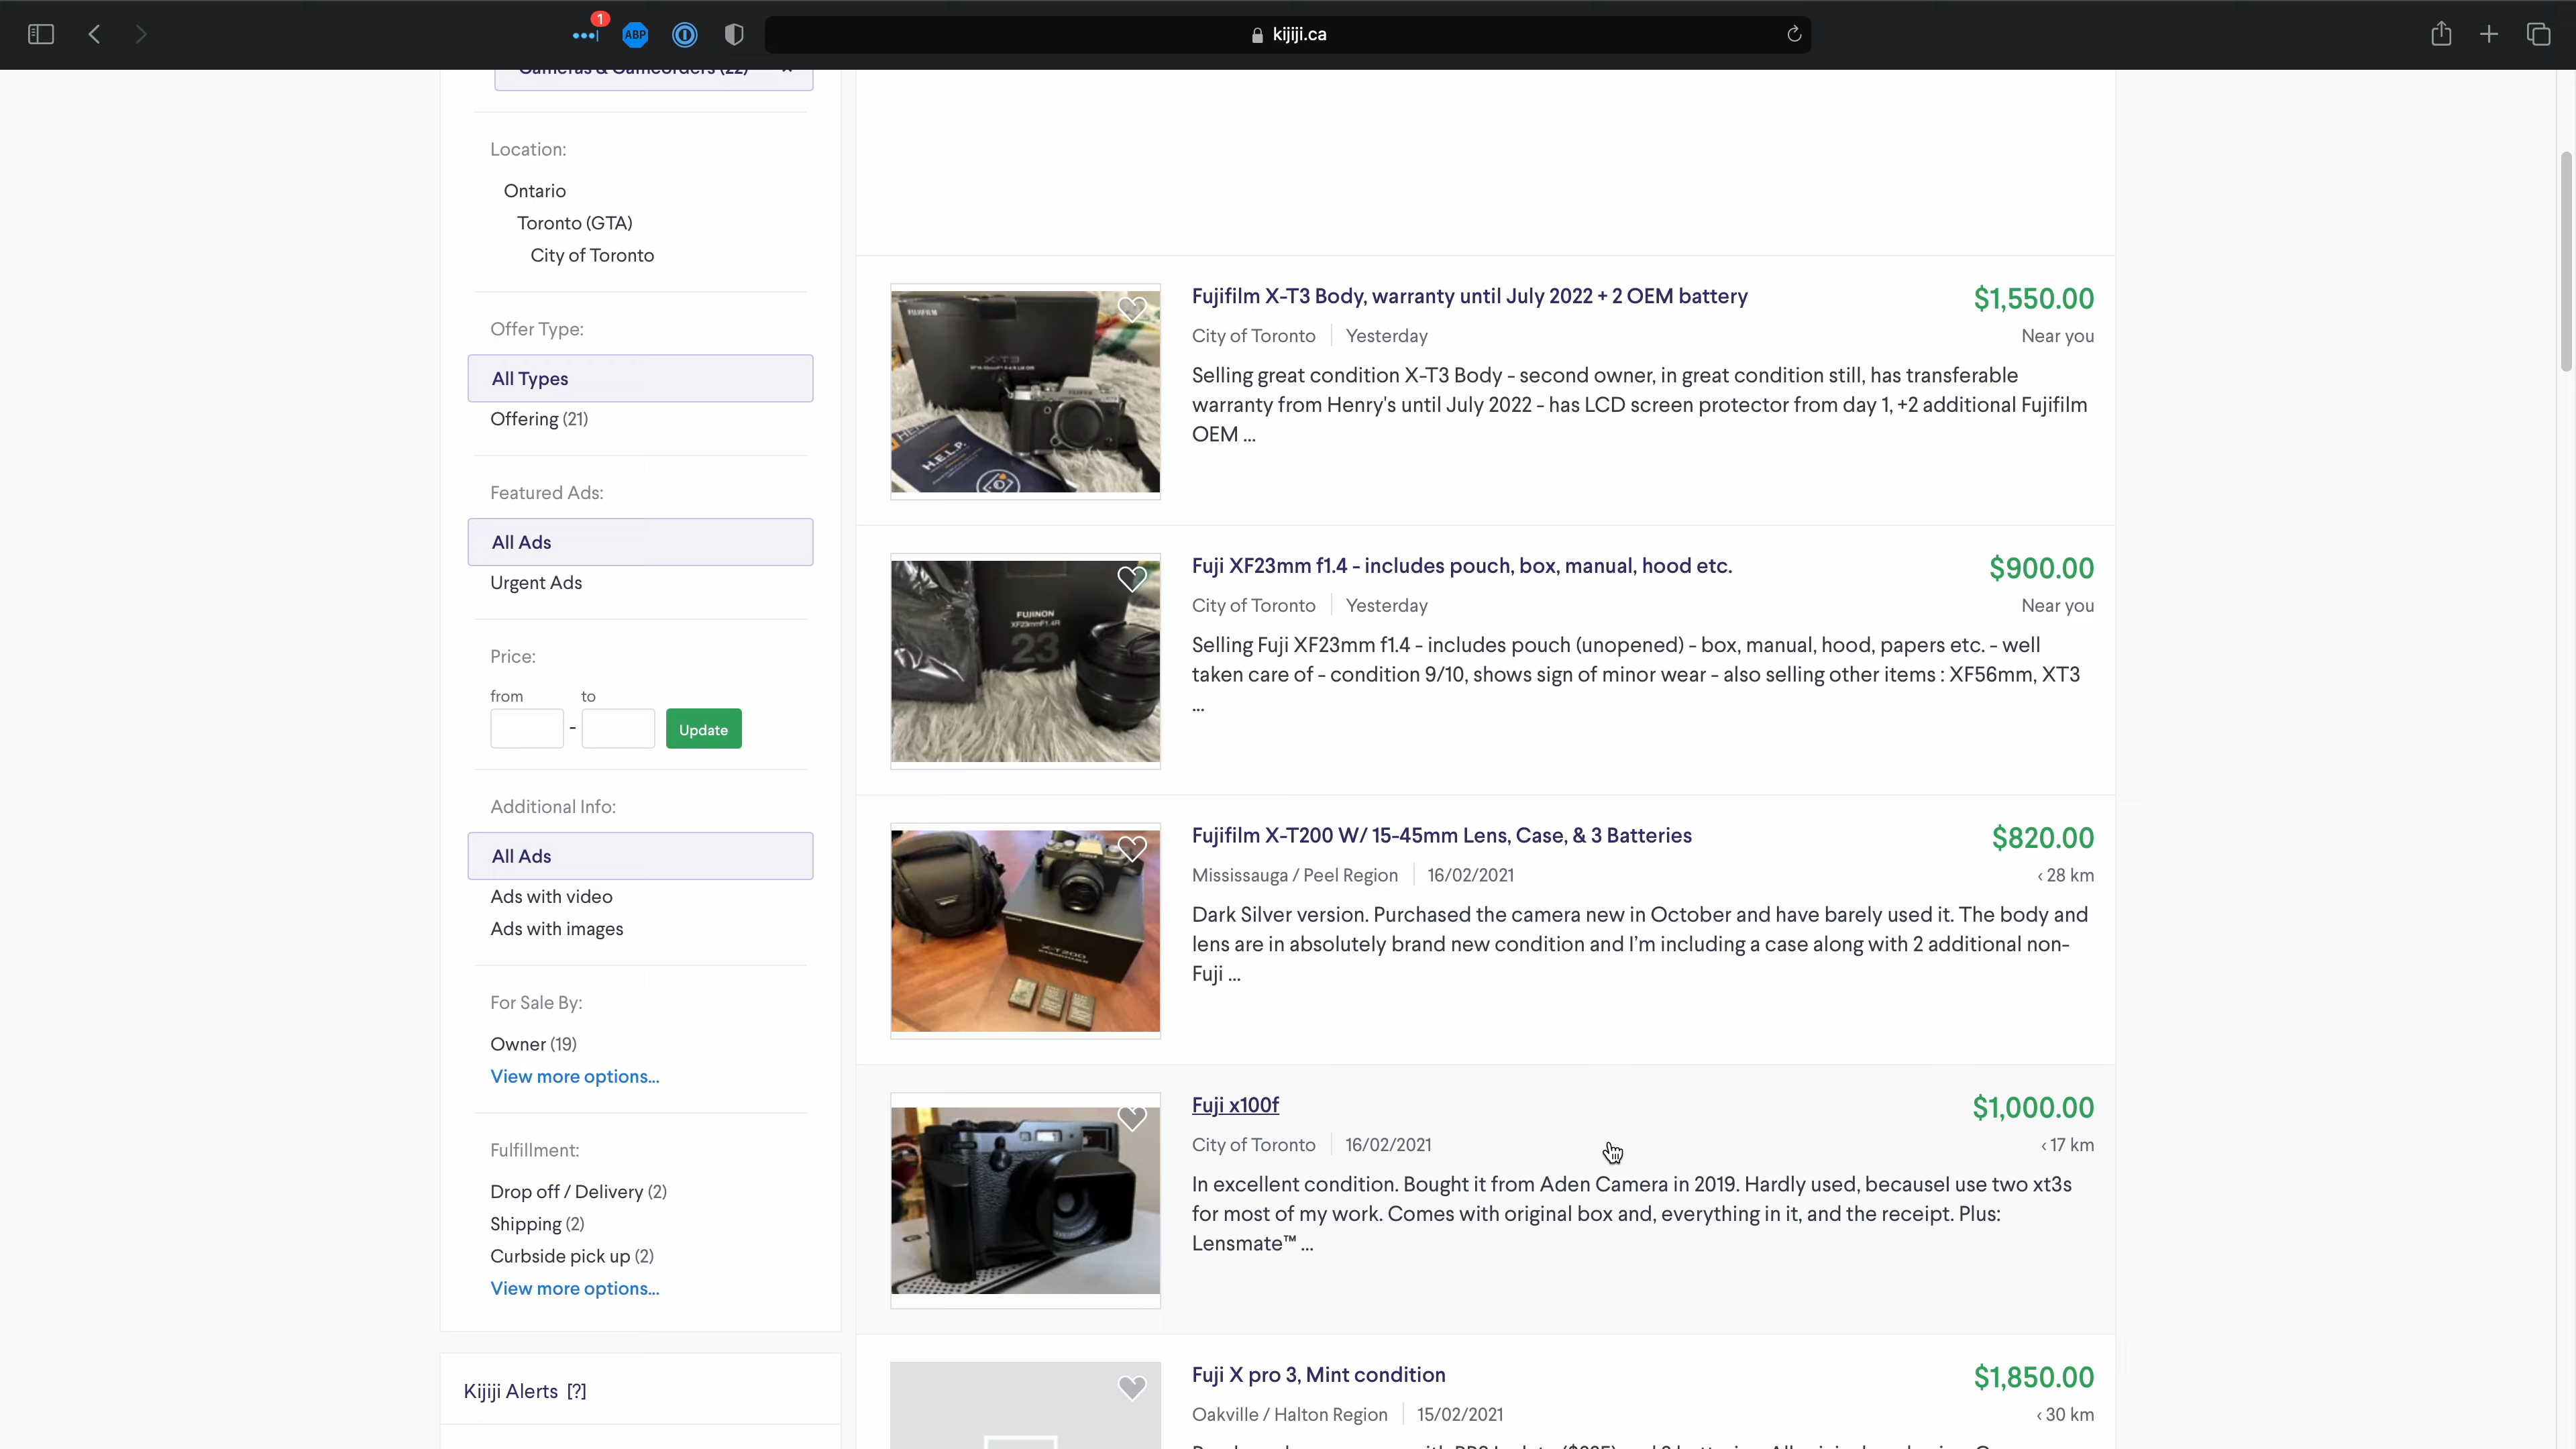 1
ABP
kijiji.ca
Cameras & Camcorders (22)
Location:
Ontario
Toronto (GTA)
City of Toronto
Offer Type:
All Types
Offering (21)
Featured Ads:
All Ads
Urgent Ads
Price:
from to
- Update
Additional Info:
All Ads
Ads with video
Ads with images
For Sale By:
Owner (19)
View more options...
Fulfillment:
Drop off / Delivery (2)
Shipping (2)
Curbside pick up (2)
View more options...
Kijiji Alerts [?]
FUJIFILM
X-T3
H.E.L.P.
Fujifilm X-T3 Body, warranty until July 2022 + 2 OEM battery
$1,550.00
City of Toronto Yesterday
Near you
Selling great condition X-T3 Body - second owner, in great condition still, has transferable
warranty from Henry's until July 2022 - has LCD screen protector from day 1, +2 additional Fujifilm
OEM ...
FUJINON
XF23mmF1.4R
23
Fuji XF23mm f1.4 - includes pouch, box, manual, hood etc.
$900.00
City of Toronto Yesterday
Near you
Selling Fuji XF23mm f1.4 - includes pouch (unopened) - box, manual, hood, papers etc. - well
taken care of - condition 9/10, shows sign of minor wear - also selling other items : XF56mm, XT3
...
X-T200
Fujifilm X-T200 W/ 15-45mm Lens, Case, & 3 Batteries
$820.00
Mississauga / Peel Region 16/02/2021
< 28 km
Dark Silver version. Purchased the camera new in October and have barely used it. The body and
lens are in absolutely brand new condition and I'm including a case along with 2 additional non-
Fuji ...
Fuji x100f
$1,000.00
City of Toronto 16/02/2021
< 17 km
In excellent condition. Bought it from Aden Camera in 2019. Hardly used, becauseI use two xt3s
for most of my work. Comes with original box and, everything in it, and the receipt. Plus:
Lensmate™ ...
Fuji X pro 3, Mint condition
$1,850.00
Oakville / Halton Region 15/02/2021
< 30 km